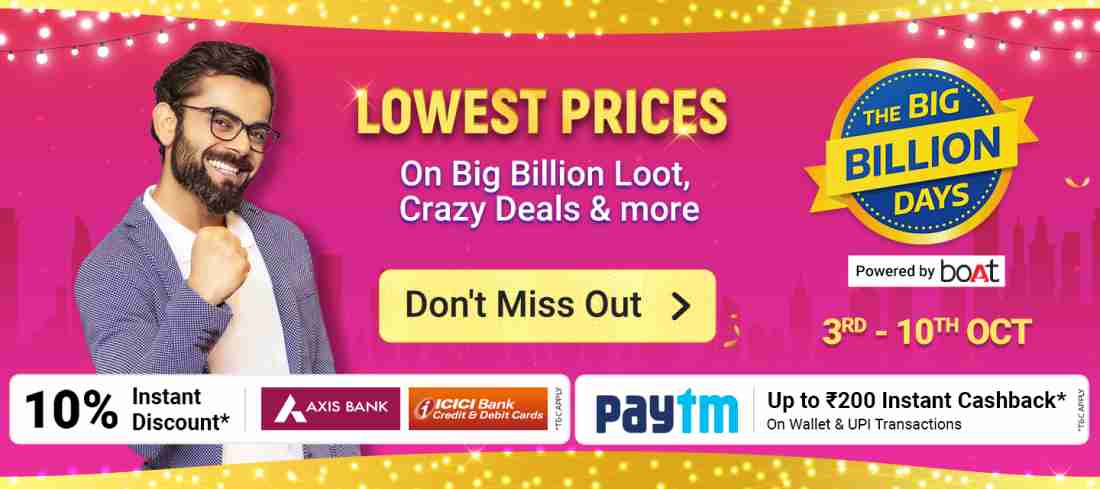 LOWEST PRICES
On Big Billion Loot,
Crazy Deals & more
Don't Miss Out >
THE BIG
BILLION
DAYS
Powered by boAt
3RD - 10TH OCT
10% Instant
Discount*
AXIS BANK
ICICI Bank
Credit & Debit Cards
*T&C APPLY
paytm
Up to ₹200 Instant Cashback*
On Wallet & UPI Transactions
*T&C APPLY